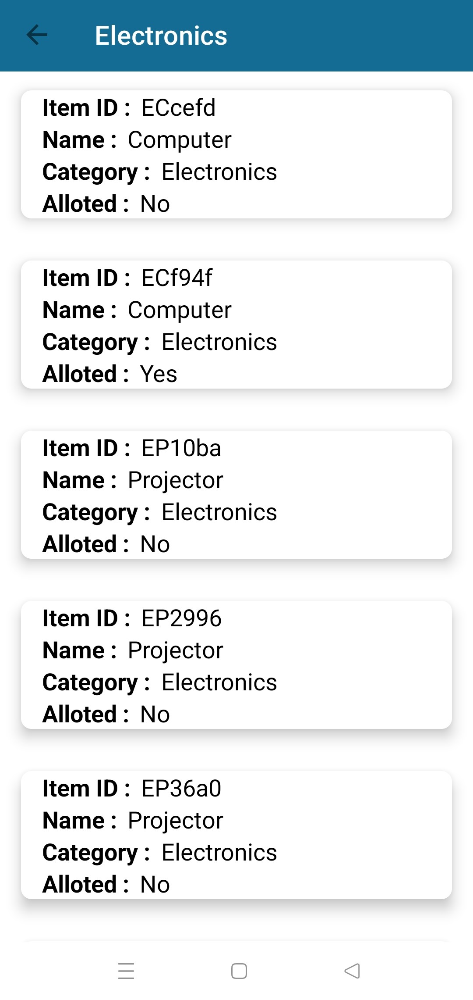 Electronics
Item ID : ECcefd
Name : Computer
Category : Electronics
Alloted : No
Item ID : ECf94f
Name : Computer
Category : Electronics
Alloted : Yes
Item ID : EP10ba
Name : Projector
Category : Electronics
Alloted : No
Item ID : EP2996
Name : Projector
Category : Electronics
Alloted : No
Item ID : EP36a0
Name : Projector
Category : Electronics
Alloted : No